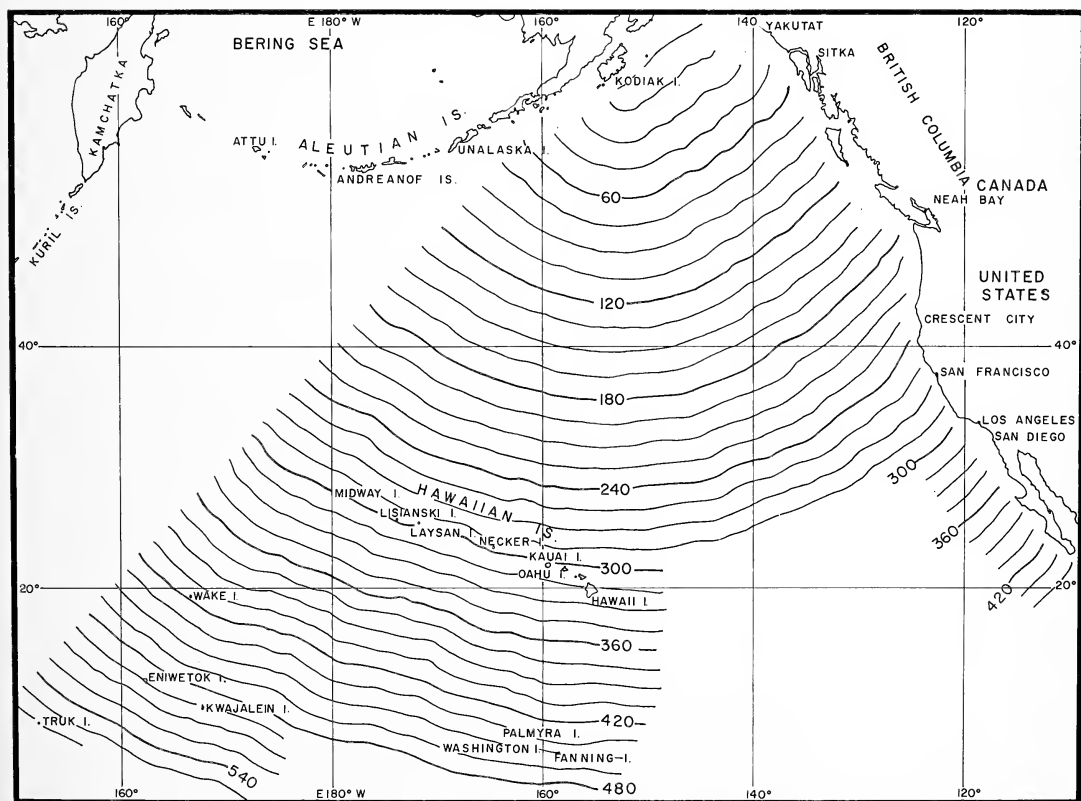 160°
E 180° W
160°
140°
120°
YAKUTAT
SITKA
BERING SEA
KODIAK I.
KAMCHATKA
BRITISH COLUMBIA
ATTU I.
ALEUTIAN IS.
UNALASKA I.
ANDREANOF IS.
CANADA
NEAH BAY
KURIL IS.
60
UNITED
STATES
120
CRESCENT CITY
40°
40°
SAN FRANCISCO
180
LOS ANGELES
SAN DIEGO
240
300
MIDWAY I.
HAWAIIAN IS.
LISIANSKI I.
LAYSAN I.
NECKER I.
360
KAUAI I.
300
OAHU I.
420
20°
20°
WAKE I.
HAWAII I.
360
ENIWETOK I.
KWAJALEIN I.
TRUK I.
420
PALMYRA I.
WASHINGTON I.
FANNING-I.
540
480
160°
E180° W
160°
140°
120°